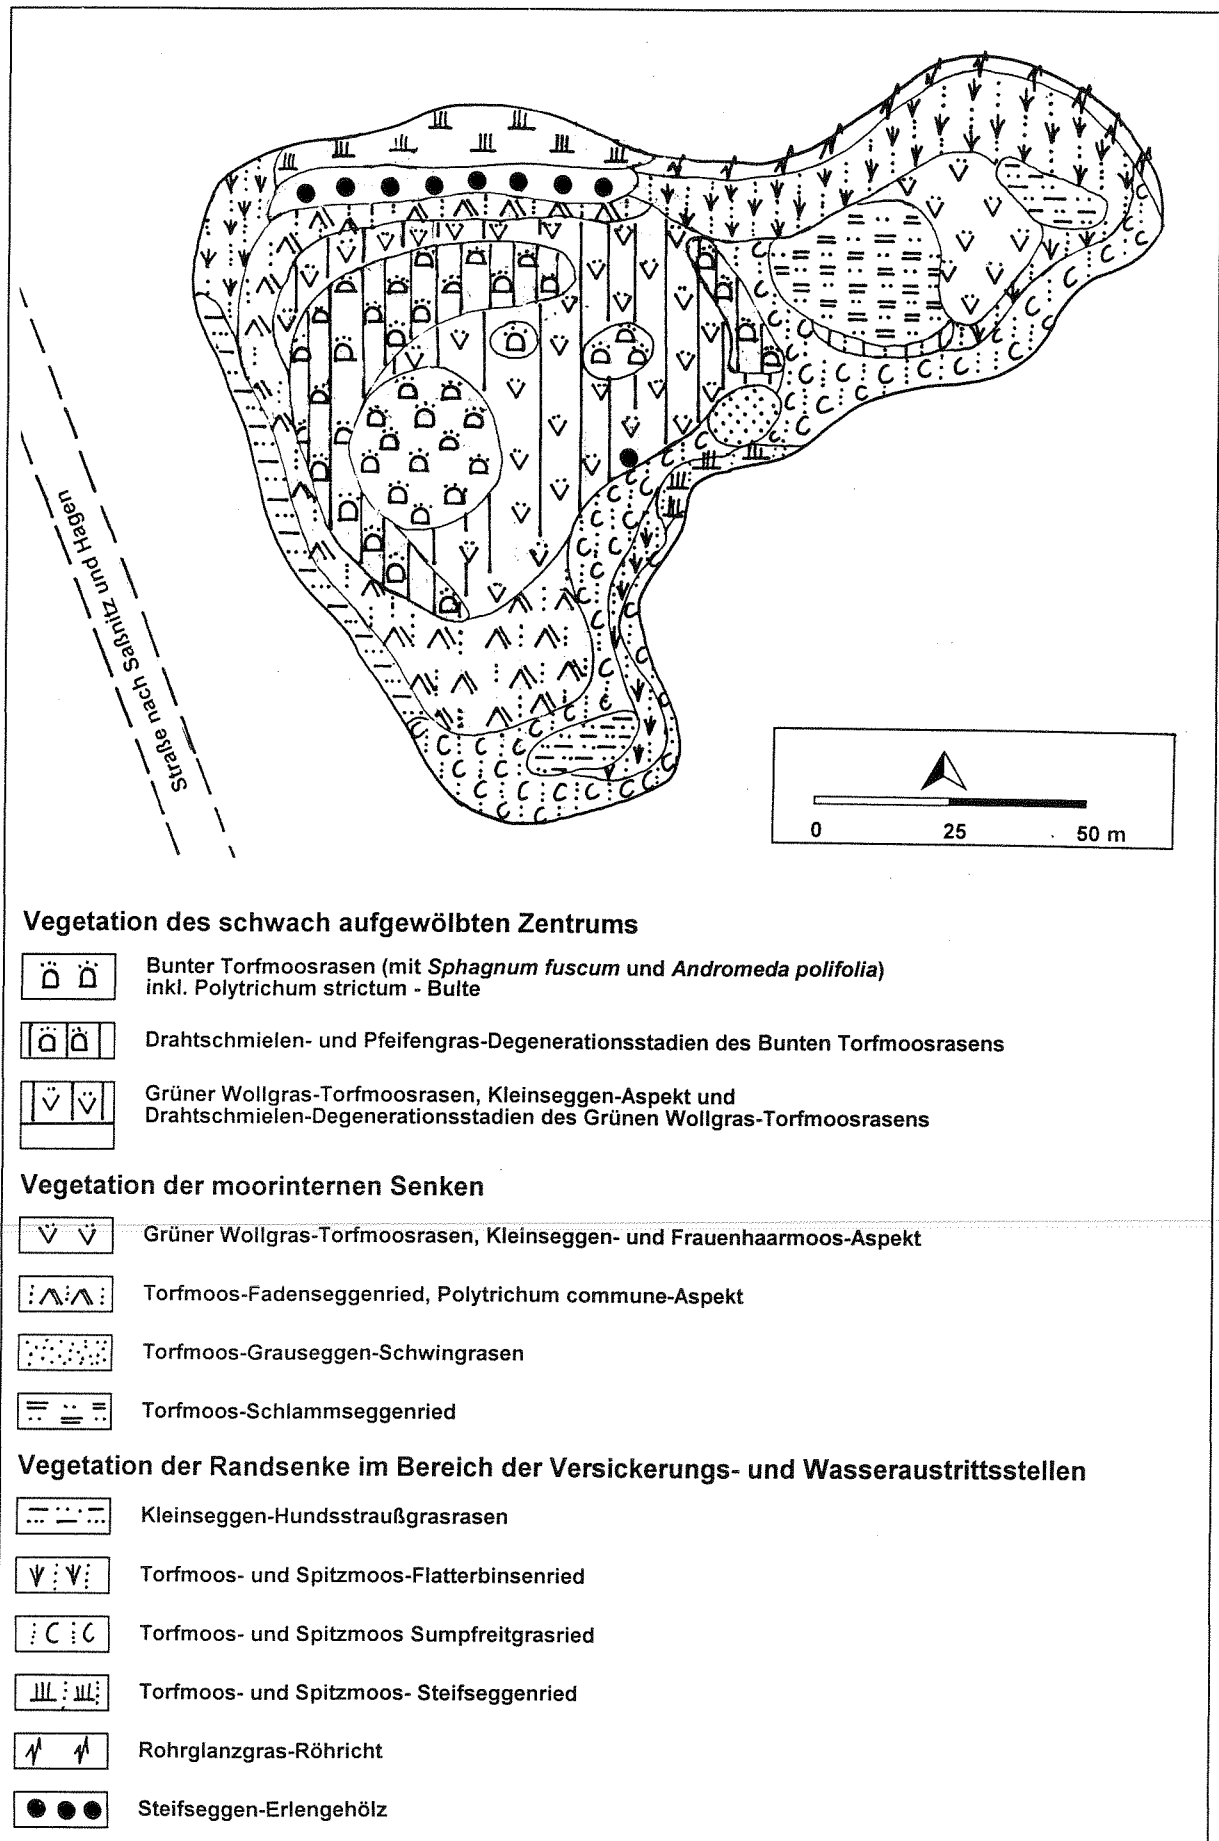 Straße nach Saßnitz und Hagen
0 25 50 m
Vegetation des schwach aufgewölbten Zentrums
Bunter Torfmoosrasen (mit Sphagnum fuscum und Andromeda polifolia)
inkl. Polytrichum strictum - Bulte
Drahtschmielen- und Pfeifengras-Degenerationsstadien des Bunten Torfmoosrasens
Grüner Wollgras-Torfmoosrasen, Kleinseggen-Aspekt und
Drahtschmielen-Degenerationsstadien des Grünen Wollgras-Torfmoosrasens
Vegetation der moorinternen Senken
Grüner Wollgras-Torfmoosrasen, Kleinseggen- und Frauenhaarmoos-Aspekt
Torfmoos-Fadenseggenried, Polytrichum commune-Aspekt
Torfmoos-Grauseggen-Schwingrasen
Torfmoos-Schlammseggenried
Vegetation der Randsenke im Bereich der Versickerungs- und Wasseraustrittsstellen
Kleinseggen-Hundsstraußgrasrasen
Torfmoos- und Spitzmoos-Flatterbinsenried
Torfmoos- und Spitzmoos Sumpfreitgrasried
Torfmoos- und Spitzmoos- Steifseggenried
Rohrglanzgras-Röhricht
Steifseggen-Erlengehölz